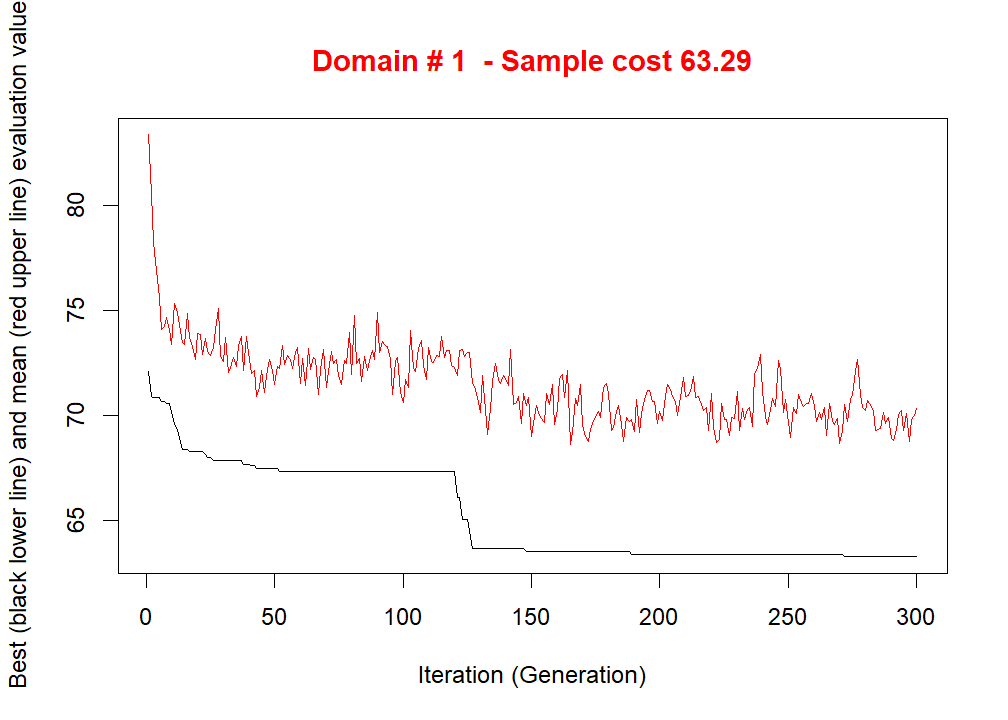 Domain # 1  - Sample cost 63.29
Best (black lower line) and mean (red upper line) evaluation value
80
75
70
65
0 50 100 150 200 250 300
Iteration (Generation)